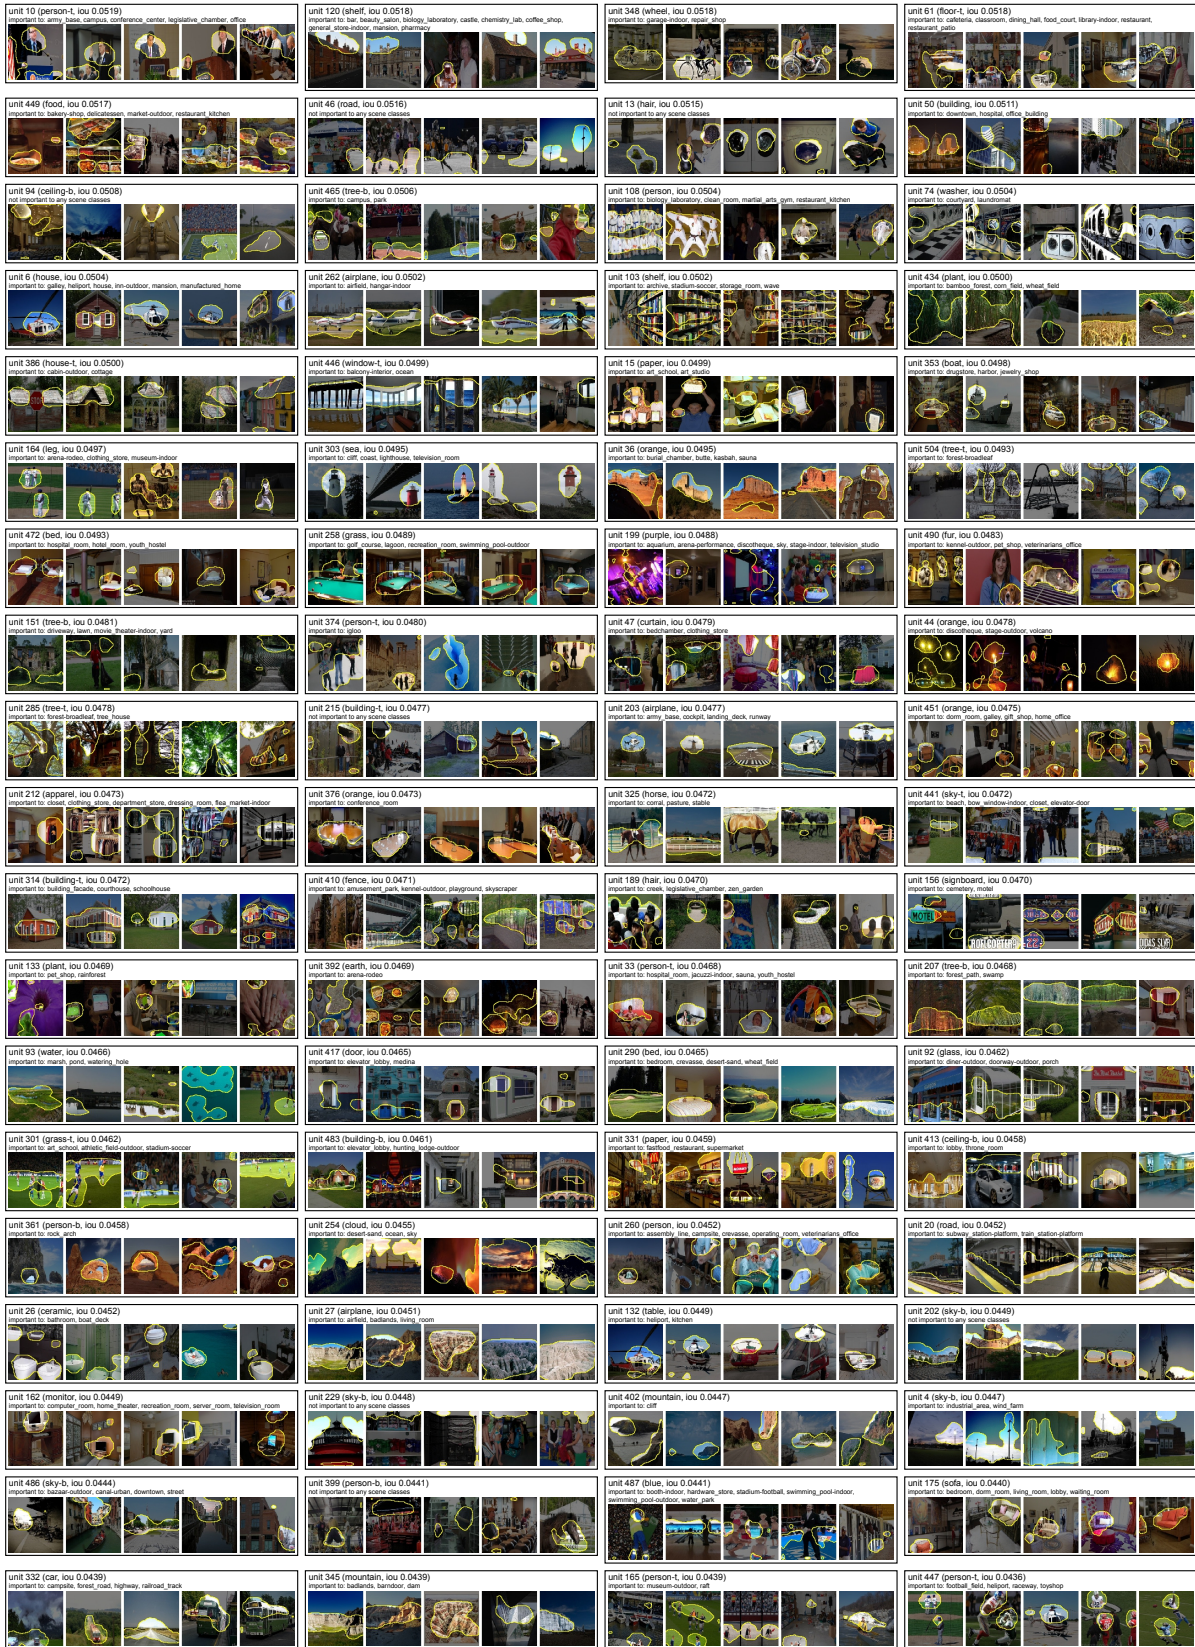 unit 10 (person-t, iou 0.0519)
important to: army_base, campus, conference_center, legislative_chamber, office
unit 120 (shelf, iou 0.0518)
important to: bar, beauty_salon, biology_laboratory, castle, chemistry_lab, coffee_shop,
general_store-indoor, mansion, pharmacy
unit 348 (wheel, iou 0.0518)
important to: garage-indoor, repair_shop
unit 61 (floor-t, iou 0.0518)
important to: cafeteria, classroom, dining_hall, food_court, library-indoor, restaurant,
restaurant_patio
unit 449 (food, iou 0.0517)
important to: bakery-shop, delicatessen, market-outdoor, restaurant_kitchen
unit 46 (road, iou 0.0516)
not important to any scene classes
unit 13 (hair, iou 0.0515)
not important to any scene classes
unit 50 (building, iou 0.0511)
important to: downtown, hospital, office_building
unit 94 (ceiling-b, iou 0.0508)
not important to any scene classes
unit 465 (tree-b, iou 0.0506)
important to: campus, park
unit 108 (person, iou 0.0504)
important to: biology_laboratory, clean_room, martial_arts_gym, restaurant_kitchen
unit 74 (washer, iou 0.0504)
important to: courtyard, laundromat
unit 6 (house, iou 0.0504)
important to: galley, heliport, house, inn-outdoor, mansion, manufactured_home
unit 262 (airplane, iou 0.0502)
important to: airfield, hangar-indoor
unit 103 (shelf, iou 0.0502)
important to: archive, stadium-soccer, storage_room, wave
unit 434 (plant, iou 0.0500)
important to: bamboo_forest, corn_field, wheat_field
unit 386 (house-t, iou 0.0500)
important to: cabin-outdoor, cottage
unit 446 (window-t, iou 0.0499)
important to: balcony-interior, ocean
unit 15 (paper, iou 0.0499)
important to: art_school, art_studio
unit 353 (boat, iou 0.0498)
important to: drugstore, harbor, jewelry_shop
unit 164 (leg, iou 0.0497)
important to: arena-rodeo, clothing_store, museum-indoor
unit 303 (sea, iou 0.0495)
important to: cliff, coast, lighthouse, television_room
unit 36 (orange, iou 0.0495)
important to: burial_chamber, butte, kasbah, sauna
unit 504 (tree-t, iou 0.0493)
important to: forest-broadleaf
unit 472 (bed, iou 0.0493)
important to: hospital_room, hotel_room, youth_hostel
unit 258 (grass, iou 0.0489)
important to: golf_course, lagoon, recreation_room, swimming_pool-outdoor
unit 199 (purple, iou 0.0488)
important to: aquarium, arena-performance, discotheque, sky, stage-indoor, television_studio
unit 490 (fur, iou 0.0483)
important to: kennel-outdoor, pet_shop, veterinarians_office
unit 151 (tree-b, iou 0.0481)
important to: driveway, lawn, movie_theater-indoor, yard
unit 374 (person-t, iou 0.0480)
important to: igloo
unit 47 (curtain, iou 0.0479)
important to: bedchamber, clothing_store
unit 44 (orange, iou 0.0478)
important to: discotheque, stage-outdoor, volcano
unit 285 (tree-t, iou 0.0478)
important to: forest-broadleaf, tree_house
unit 215 (building-t, iou 0.0477)
not important to any scene classes
unit 203 (airplane, iou 0.0477)
important to: army_base, cockpit, landing_deck, runway
unit 451 (orange, iou 0.0475)
important to: dorm_room, galley, gift_shop, home_office
unit 212 (apparel, iou 0.0473)
important to: closet, clothing_store, department_store, dressing_room, flea_market-indoor
unit 376 (orange, iou 0.0473)
important to: conference_room
unit 325 (horse, iou 0.0472)
important to: corral, pasture, stable
unit 441 (sky-t, iou 0.0472)
important to: beach, bow_window-indoor, closet, elevator-door
unit 314 (building-t, iou 0.0472)
important to: building_facade, courthouse, schoolhouse
unit 410 (fence, iou 0.0471)
important to: amusement_park, kennel-outdoor, playground, skyscraper
unit 189 (hair, iou 0.0470)
important to: creek, legislative_chamber, zen_garden
unit 156 (signboard, iou 0.0470)
important to: cemetery, motel
MOTEL
unit 133 (plant, iou 0.0469)
important to: pet_shop, rainforest
unit 392 (earth, iou 0.0469)
important to: arena-rodeo
unit 33 (person-t, iou 0.0468)
important to: hospital_room, jacuzzi-indoor, sauna, youth_hostel
unit 207 (tree-b, iou 0.0468)
important to: forest_path, swamp
unit 93 (water, iou 0.0466)
important to: marsh, pond, watering_hole
unit 417 (door, iou 0.0465)
important to: elevator_lobby, medina
unit 290 (bed, iou 0.0465)
important to: bedroom, crevasse, desert-sand, wheat_field
unit 92 (glass, iou 0.0462)
important to: diner-outdoor, doorway-outdoor, porch
unit 301 (grass-t, iou 0.0462)
important to: art_school, athletic_field-outdoor, stadium-soccer
unit 483 (building-b, iou 0.0461)
important to: elevator_lobby, hunting_lodge-outdoor
unit 331 (paper, iou 0.0459)
important to: fastfood_restaurant, supermarket
unit 413 (ceiling-b, iou 0.0458)
important to: lobby, throne_room
unit 361 (person-b, iou 0.0458)
important to: rock_arch
unit 254 (cloud, iou 0.0455)
important to: desert-sand, ocean, sky
unit 260 (person, iou 0.0452)
important to: assembly_line, campsite, crevasse, operating_room, veterinarians_office
unit 20 (road, iou 0.0452)
important to: subway_station-platform, train_station-platform
unit 26 (ceramic, iou 0.0452)
important to: bathroom, boat_deck
unit 27 (airplane, iou 0.0451)
important to: airfield, badlands, living_room
unit 132 (table, iou 0.0449)
important to: heliport, kitchen
unit 202 (sky-b, iou 0.0449)
not important to any scene classes
unit 162 (monitor, iou 0.0449)
important to: computer_room, home_theater, recreation_room, server_room, television_room
unit 229 (sky-b, iou 0.0448)
not important to any scene classes
unit 402 (mountain, iou 0.0447)
important to: cliff
unit 4 (sky-b, iou 0.0447)
important to: industrial_area, wind_farm
unit 486 (sky-b, iou 0.0444)
important to: bazaar-outdoor, canal-urban, downtown, street
unit 399 (person-b, iou 0.0441)
not important to any scene classes
unit 487 (blue, iou 0.0441)
important to: booth-indoor, hardware_store, stadium-football, swimming_pool-indoor,
swimming_pool-outdoor, water_park
unit 175 (sofa, iou 0.0440)
important to: bedroom, dorm_room, living_room, lobby, waiting_room
unit 332 (car, iou 0.0439)
important to: campsite, forest_road, highway, railroad_track
unit 345 (mountain, iou 0.0439)
important to: badlands, barndoor, dam
unit 165 (person-t, iou 0.0439)
important to: museum-outdoor, raft
unit 447 (person-t, iou 0.0436)
important to: football_field, heliport, raceway, toyshop